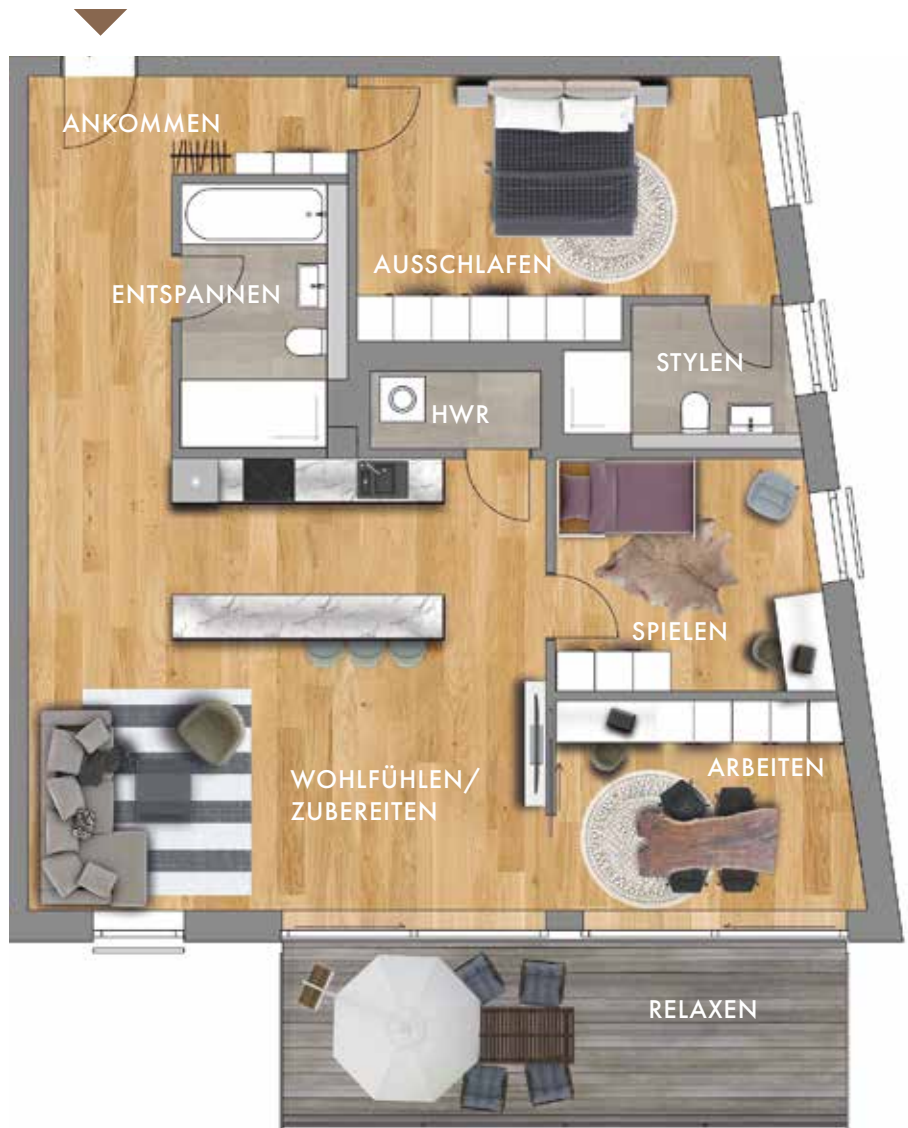 ANKOMMEN
AUSSCHLAFEN
ENTSPANNEN
STYLEN
HWR
SPIELEN
ARBEITEN
WOHLFÜHLEN/
ZUBEREITEN
RELAXEN